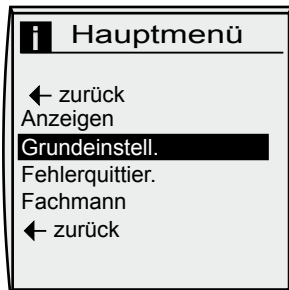 i Hauptmenü
← zurück
Anzeigen
Grundeinstell.
Fehlerquittier.
Fachmann
← zurück